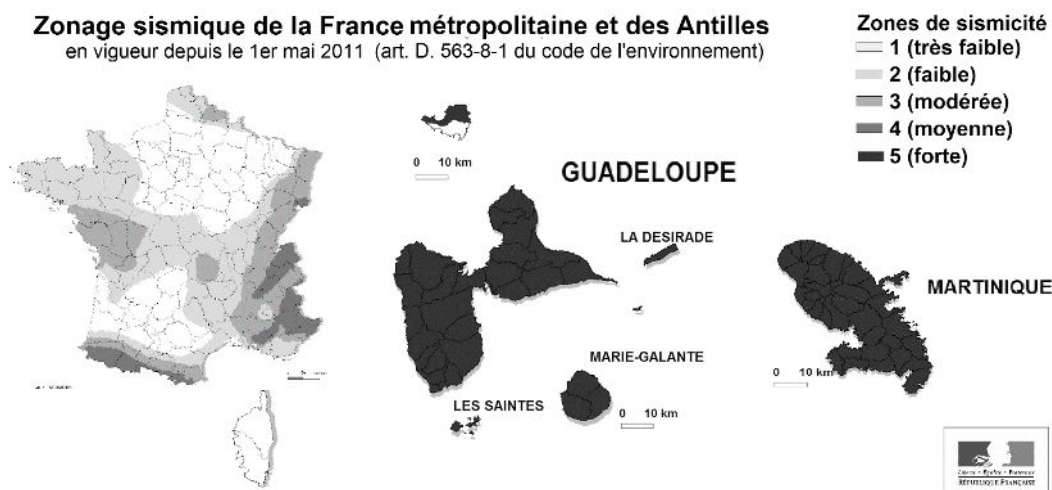 Zonage sismique de la France métropolitaine et des Antilles
en vigueur depuis le 1er mai 2011 (art. D. 563-8-1 du code de l'environnement)
Zones de sismicité
1 (très faible)
2 (faible)
3 (modérée)
4 (moyenne)
5 (forte)
0 10 km
GUADELOUPE
LA DESIRADE
MARTINIQUE
MARIE-GALANTE
0 10 km
LES SAINTES
0 10 km
Liberté • Égalité • Fraternité
RÉPUBLIQUE FRANÇAISE